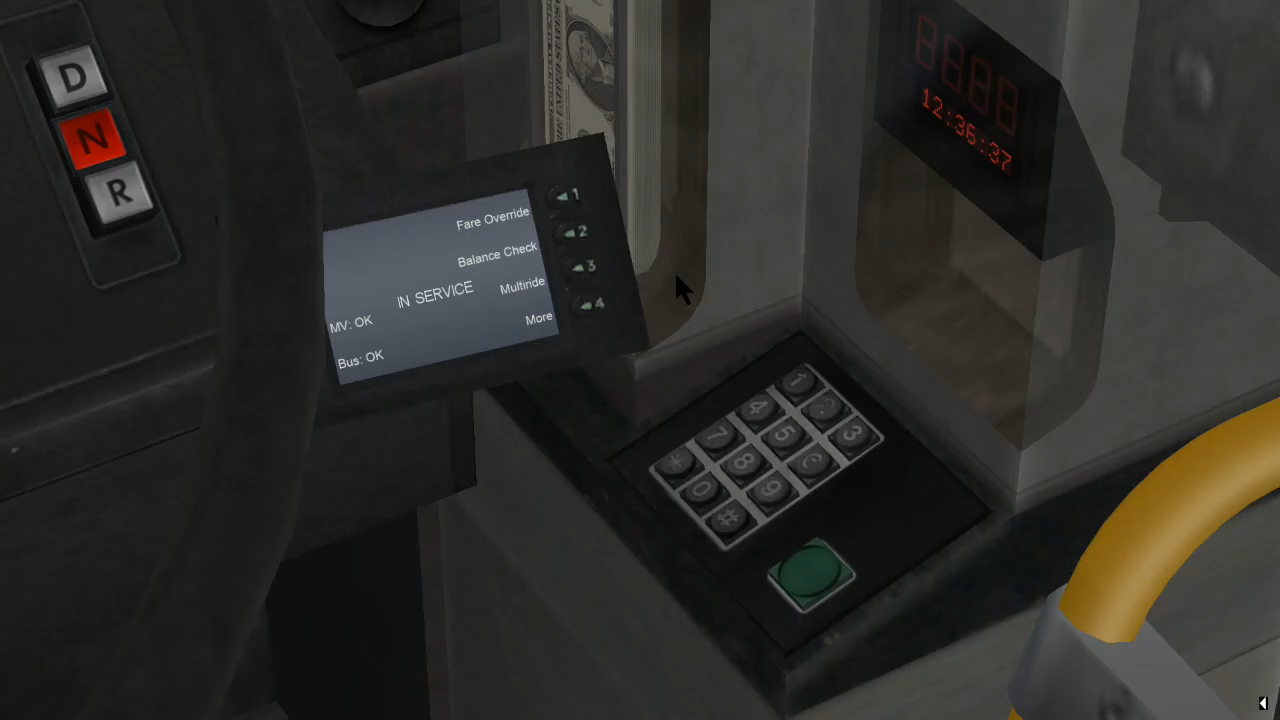 D
N
R
Fare Override
Balance Check
IN SERVICE
Multiride
MV: OK
More
Bus: OK
1
2
3
4
12:36:37
1
2
3
4
5
6
7
8
9
*
0
#